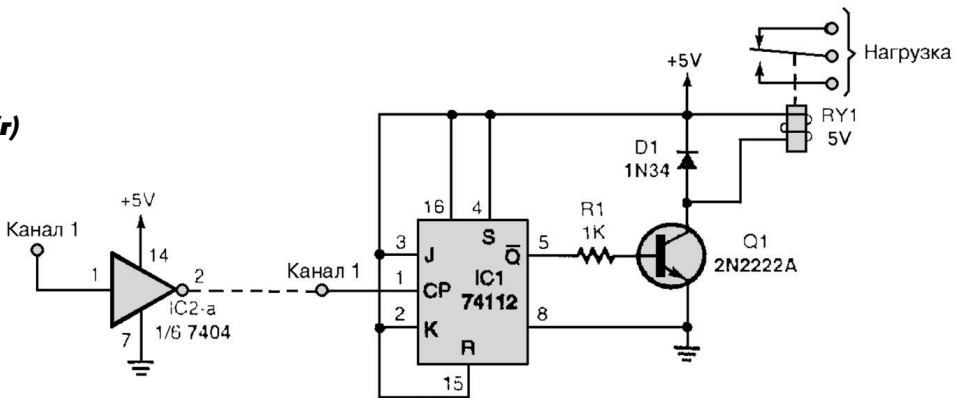 r)
Канал 1
+5V
1
14
2
7
IC2-a
1/6 7404
Канал 1
16
4
3
1
2
15
J
CP
K
S
R
Q̅
IC1
74112
5
8
R1
1K
+5V
D1
1N34
Q1
2N2222A
RY1
5V
Нагрузка